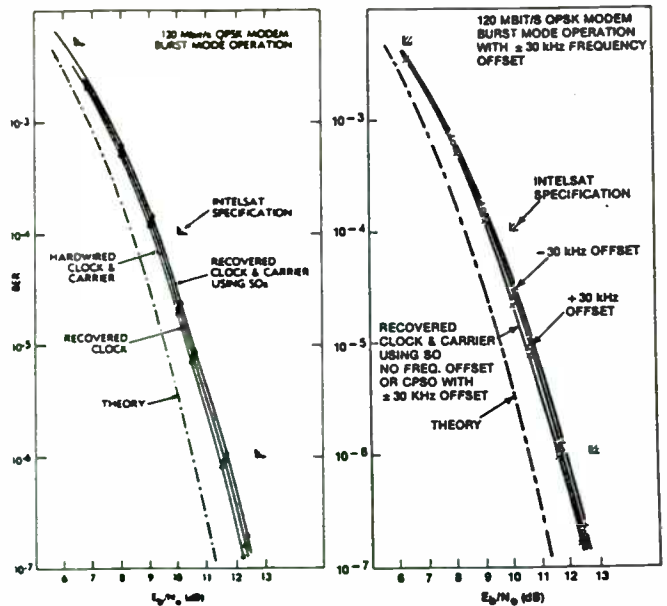 120 Mbit/s QPSK MODEM
BURST MODE OPERATION
10-3
INTELSAT
SPECIFICATION
10-4
HARDWIRED
CLOCK &
CARRIER
RECOVERED
CLOCK & CARRIER
USING SOs
BER
RECOVERED
CLOCK
10-5
THEORY
10-6
10-7
6 7 8 9 10 11 12 13
Eb/No (dB)
120 MBIT/S QPSK MODEM
BURST MODE OPERATION
WITH ± 30 kHz FREQUENCY
OFFSET
10-3
INTELSAT
SPECIFICATION
10-4
−30 kHz OFFSET
+30 kHz
OFFSET
RECOVERED
CLOCK & CARRIER
USING SO
NO FREQ. OFFSET
OR CPSO WITH
± 30 KHz OFFSET
10-5
THEORY
10-6
10-7
6 7 8 9 10 11 12 13
Eb/No (dB)